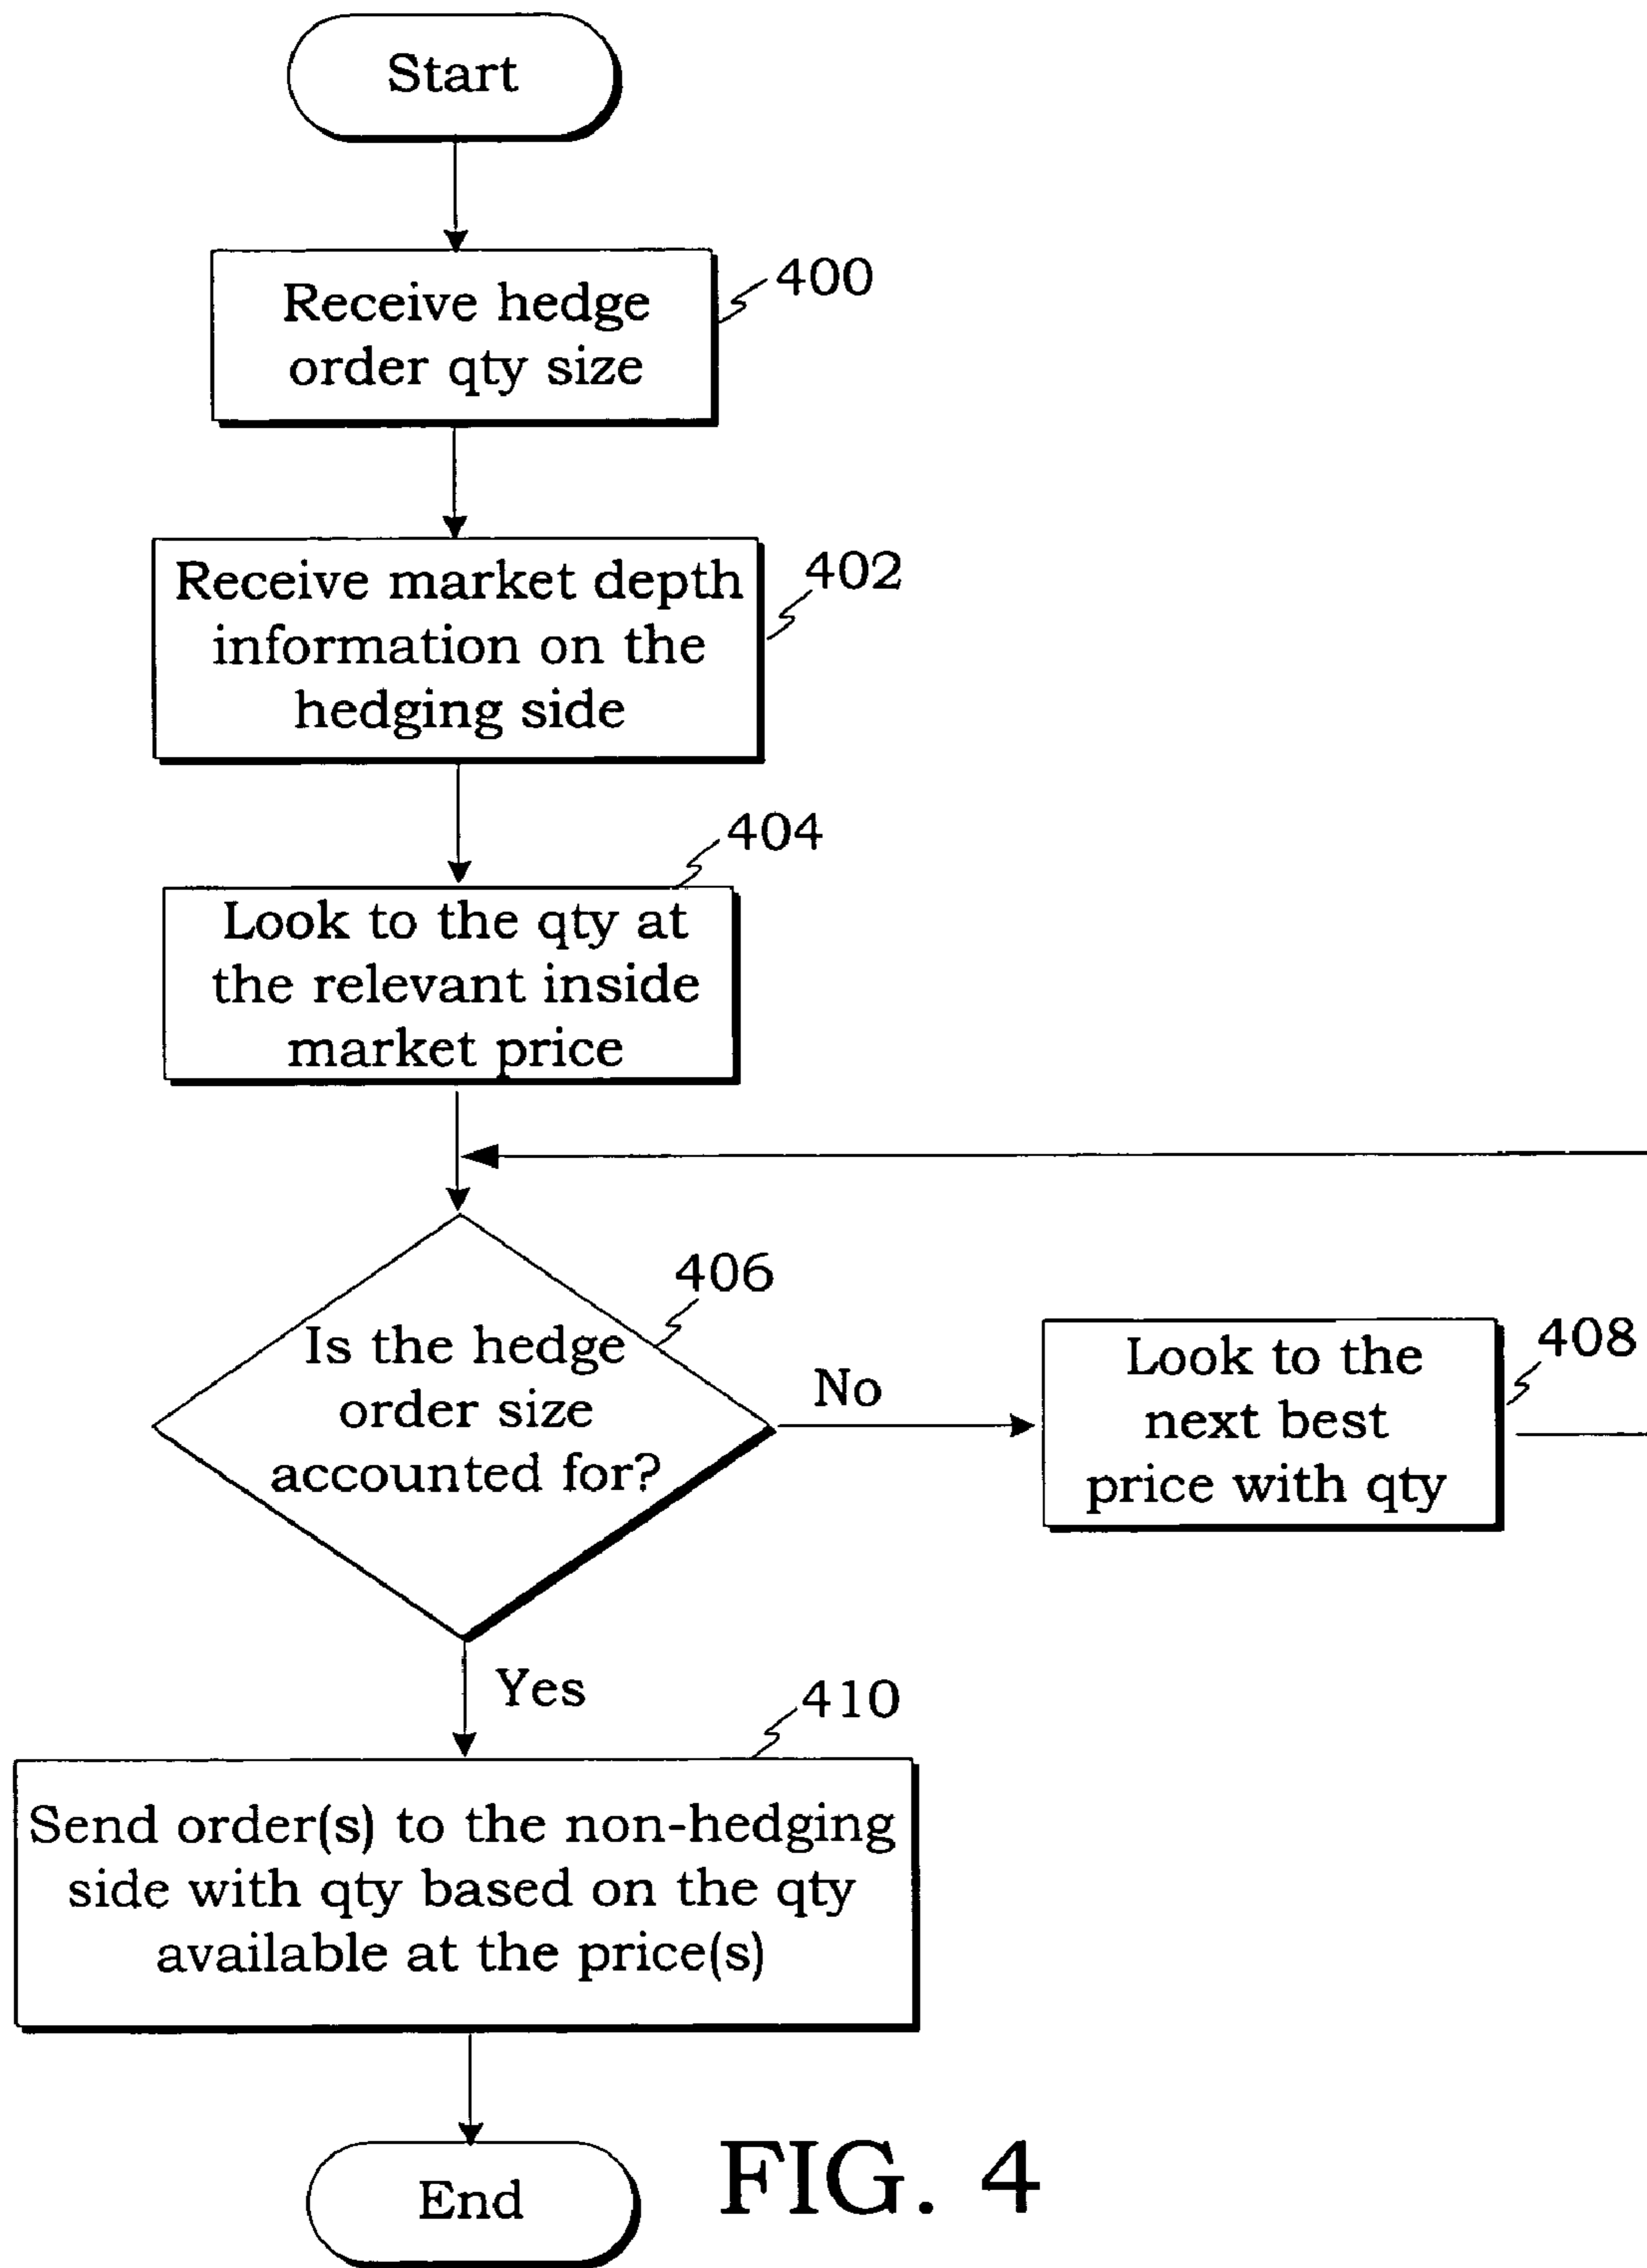 Start
Receive hedge
order qty size
400
Receive market depth
information on the
hedging side
402
404
Look to the qty at
the relevant inside
market price
406
Is the hedge
order size
accounted for?
No
Look to the
next best
price with qty
408
Yes
410
Send order(s) to the non-hedging
side with qty based on the qty
available at the price(s)
End
FIG. 4